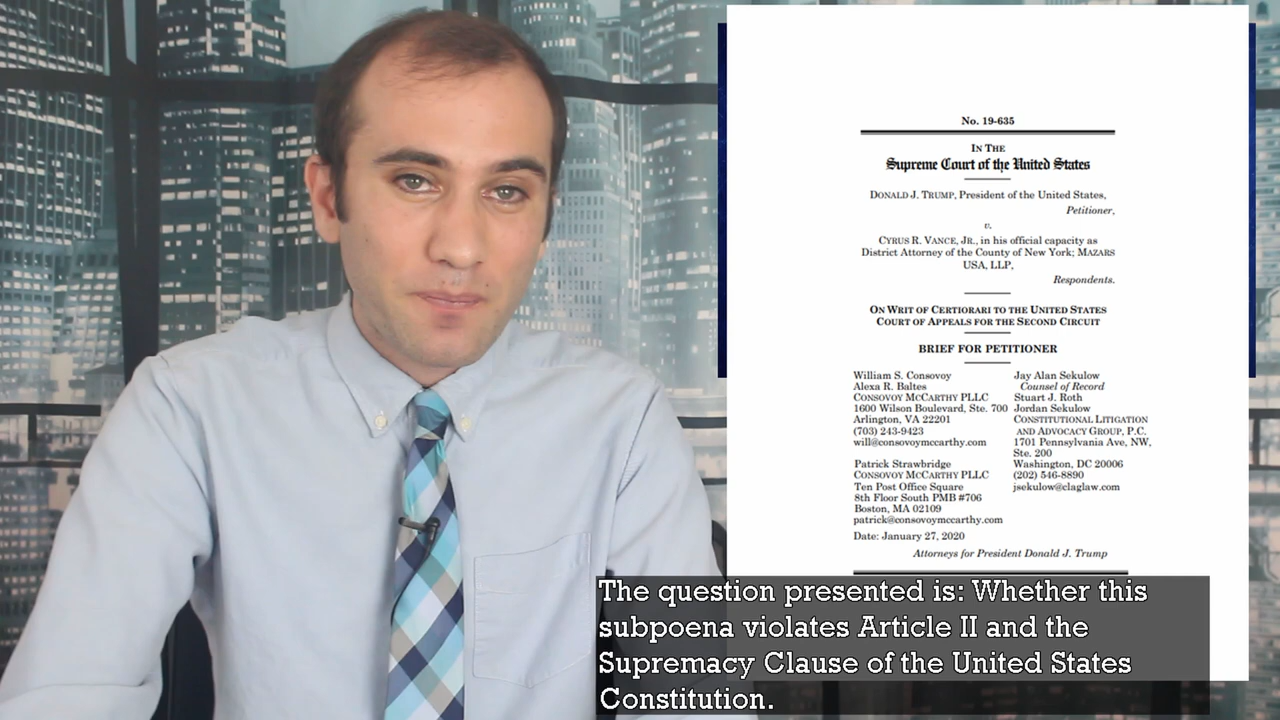 No. 19-635
IN THE
Supreme Court of the United States
DONALD J. TRUMP, President of the United States,
Petitioner,
v.
CYRUS R. VANCE, JR., in his official capacity as
District Attorney of the County of New York; MAZARS
USA, LLP,
Respondents.
ON WRIT OF CERTIORARI TO THE UNITED STATES
COURT OF APPEALS FOR THE SECOND CIRCUIT
BRIEF FOR PETITIONER
William S. Consovoy
Alexa R. Baltes
CONSOVOY MCCARTHY PLLC
1600 Wilson Boulevard, Ste. 700
Arlington, VA 22201
(703) 243-9423
will@consovoymccarthy.com
Patrick Strawbridge
CONSOVOY MCCARTHY PLLC
Ten Post Office Square
8th Floor South PMB #706
Boston, MA 02109
patrick@consovoymccarthy.com
Date: January 27, 2020
Jay Alan Sekulow
Counsel of Record
Stuart J. Roth
Jordan Sekulow
CONSTITUTIONAL LITIGATION
AND ADVOCACY GROUP, P.C.
1701 Pennsylvania Ave, NW,
Ste. 200
Washington, DC 20006
(202) 546-8890
jsekulow@claglaw.com
Attorneys for President Donald J. Trump
The question presented is: Whether this
subpoena violates Article II and the
Supremacy Clause of the United States
Constitution.